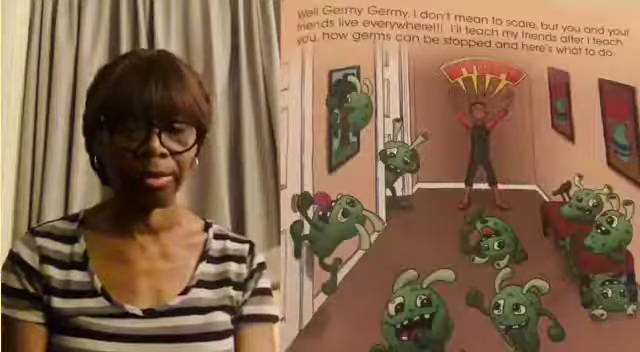 Well Germy Germy, I don't mean to scare, but you and your
friends live everywhere!!! I'll teach my friends after I teach
you, how germs can be stopped and here's what to do.